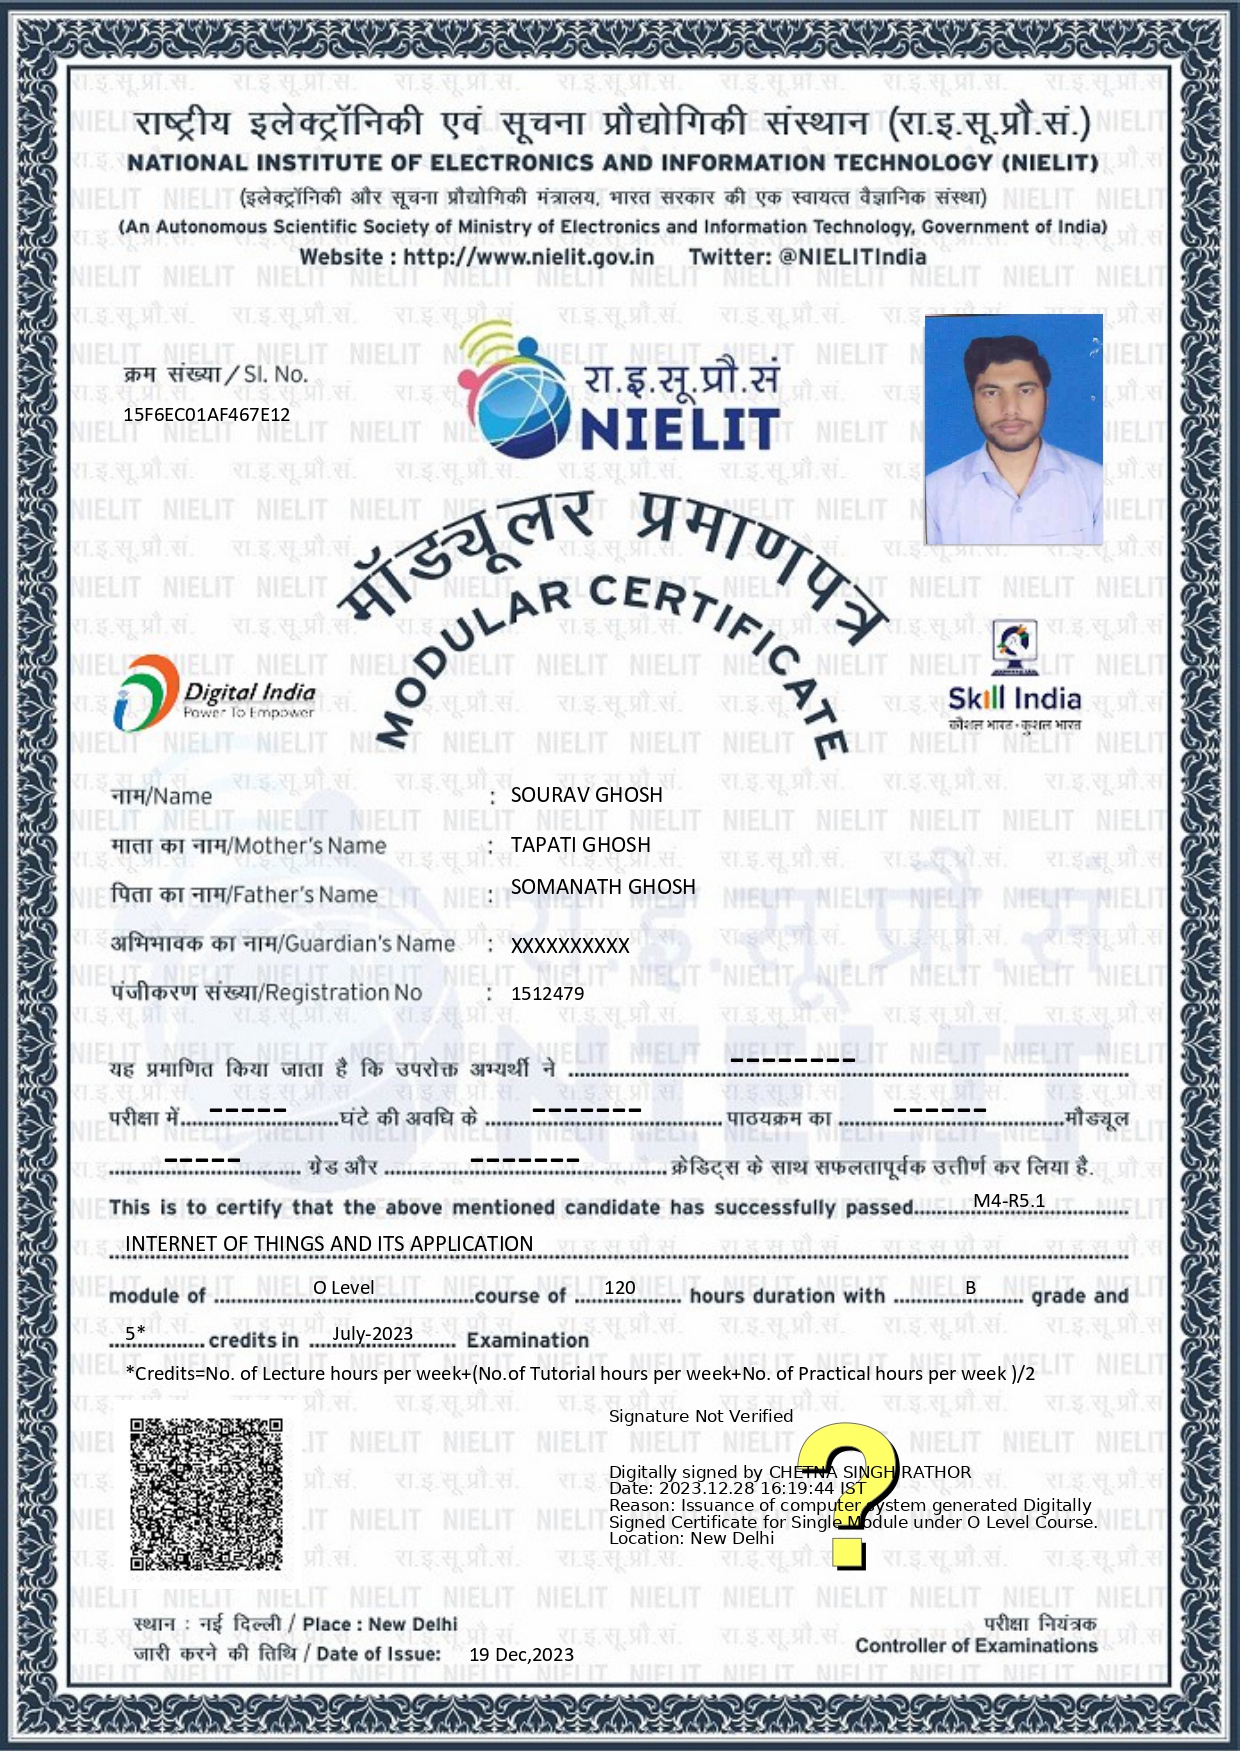 राष्ट्रीय इलेक्ट्रॉनिकी एवं सूचना प्रौद्योगिकी संस्थान (रा.इ.सू.प्रौ.सं.)
NATIONAL INSTITUTE OF ELECTRONICS AND INFORMATION TECHNOLOGY (NIELIT)
(इलेक्ट्रॉनिकी और सूचना प्रौद्योगिकी मंत्रालय, भारत सरकार की एक स्वायत्त वैज्ञानिक संस्था)
(An Autonomous Scientific Society of Ministry of Electronics and Information Technology, Government of India)
Website : http://www.nielit.gov.in Twitter: @NIELITIndia
क्रम संख्या / Sl. No.
15F6EC01AF467E12
रा.इ.सू.प्रौ.सं
NIELIT
मॉड्यूलर प्रमाणपत्र
MODULAR CERTIFICATE
Digital India
Power To Empower
Skill India
कौशल भारत - कुशल भारत
नाम/Name : SOURAV GHOSH
माता का नाम/Mother's Name : TAPATI GHOSH
पिता का नाम/Father's Name : SOMANATH GHOSH
अभिभावक का नाम/Guardian's Name : XXXXXXXXXX
पंजीकरण संख्या/Registration No : 1512479
यह प्रमाणित किया जाता है कि उपरोक्त अभ्यर्थी ने --------
परीक्षा में ----- घंटे की अवधि के ------- पाठयक्रम का ------ मौड्यूल
----- ग्रेड और ------- क्रेडिट्स के साथ सफलतापूर्वक उत्तीर्ण कर लिया है.
This is to certify that the above mentioned candidate has successfully passed M4-R5.1
INTERNET OF THINGS AND ITS APPLICATION
module of O Level course of 120 hours duration with B grade and
5* credits in July-2023 Examination
*Credits=No. of Lecture hours per week+(No.of Tutorial hours per week+No. of Practical hours per week )/2
Signature Not Verified
?
Digitally signed by CHETNA SINGH RATHOR
Date: 2023.12.28 16:19:44 IST
Reason: Issuance of computer system generated Digitally
Signed Certificate for Single Module under O Level Course.
Location: New Delhi
स्थान : नई दिल्ली / Place : New Delhi
जारी करने की तिथि / Date of Issue: 19 Dec,2023
परीक्षा नियंत्रक
Controller of Examinations